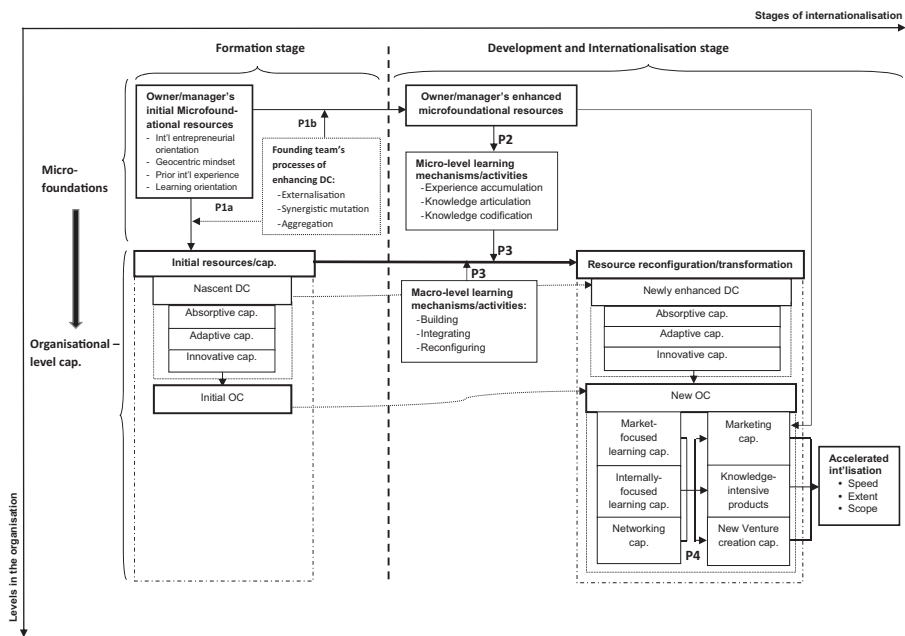 Stages of internationalisation
Formation stage
Development and Internationalisation stage
Owner/manager's
initial Microfound-
ational resources
- Int'l entrepreneurial
orientation
- Geocentric mindset
- Prior int'l experience
- Learning orientation
P1b
Owner/manager's enhanced
microfoundational resources
Founding team's
processes of
enhancing DC:
-Externalisation
-Synergistic mutation
-Aggregation
P1a
P2
Micro-level learning
mechanisms/activities
-Experience accumulation
-Knowledge articulation
-Knowledge codification
Micro-
foundations
P3
Initial resources/cap.
Resource reconfiguration/transformation
P3
Nascent DC
Absorptive cap.
Adaptive cap.
Innovative cap.
Initial OC
Macro-level learning
mechanisms/activities:
-Building
-Integrating
-Reconfiguring
Newly enhanced DC
Absorptive cap.
Adaptive cap.
Innovative cap.
Organisational –
level cap.
New OC
Market-
focused
learning cap.
Internally-
focused
learning cap.
Networking
cap.
P4
Marketing
cap.
Knowledge-
intensive
products
New Venture
creation cap.
Accelerated
int'lisation
• Speed
• Extent
• Scope
Levels in the organisation